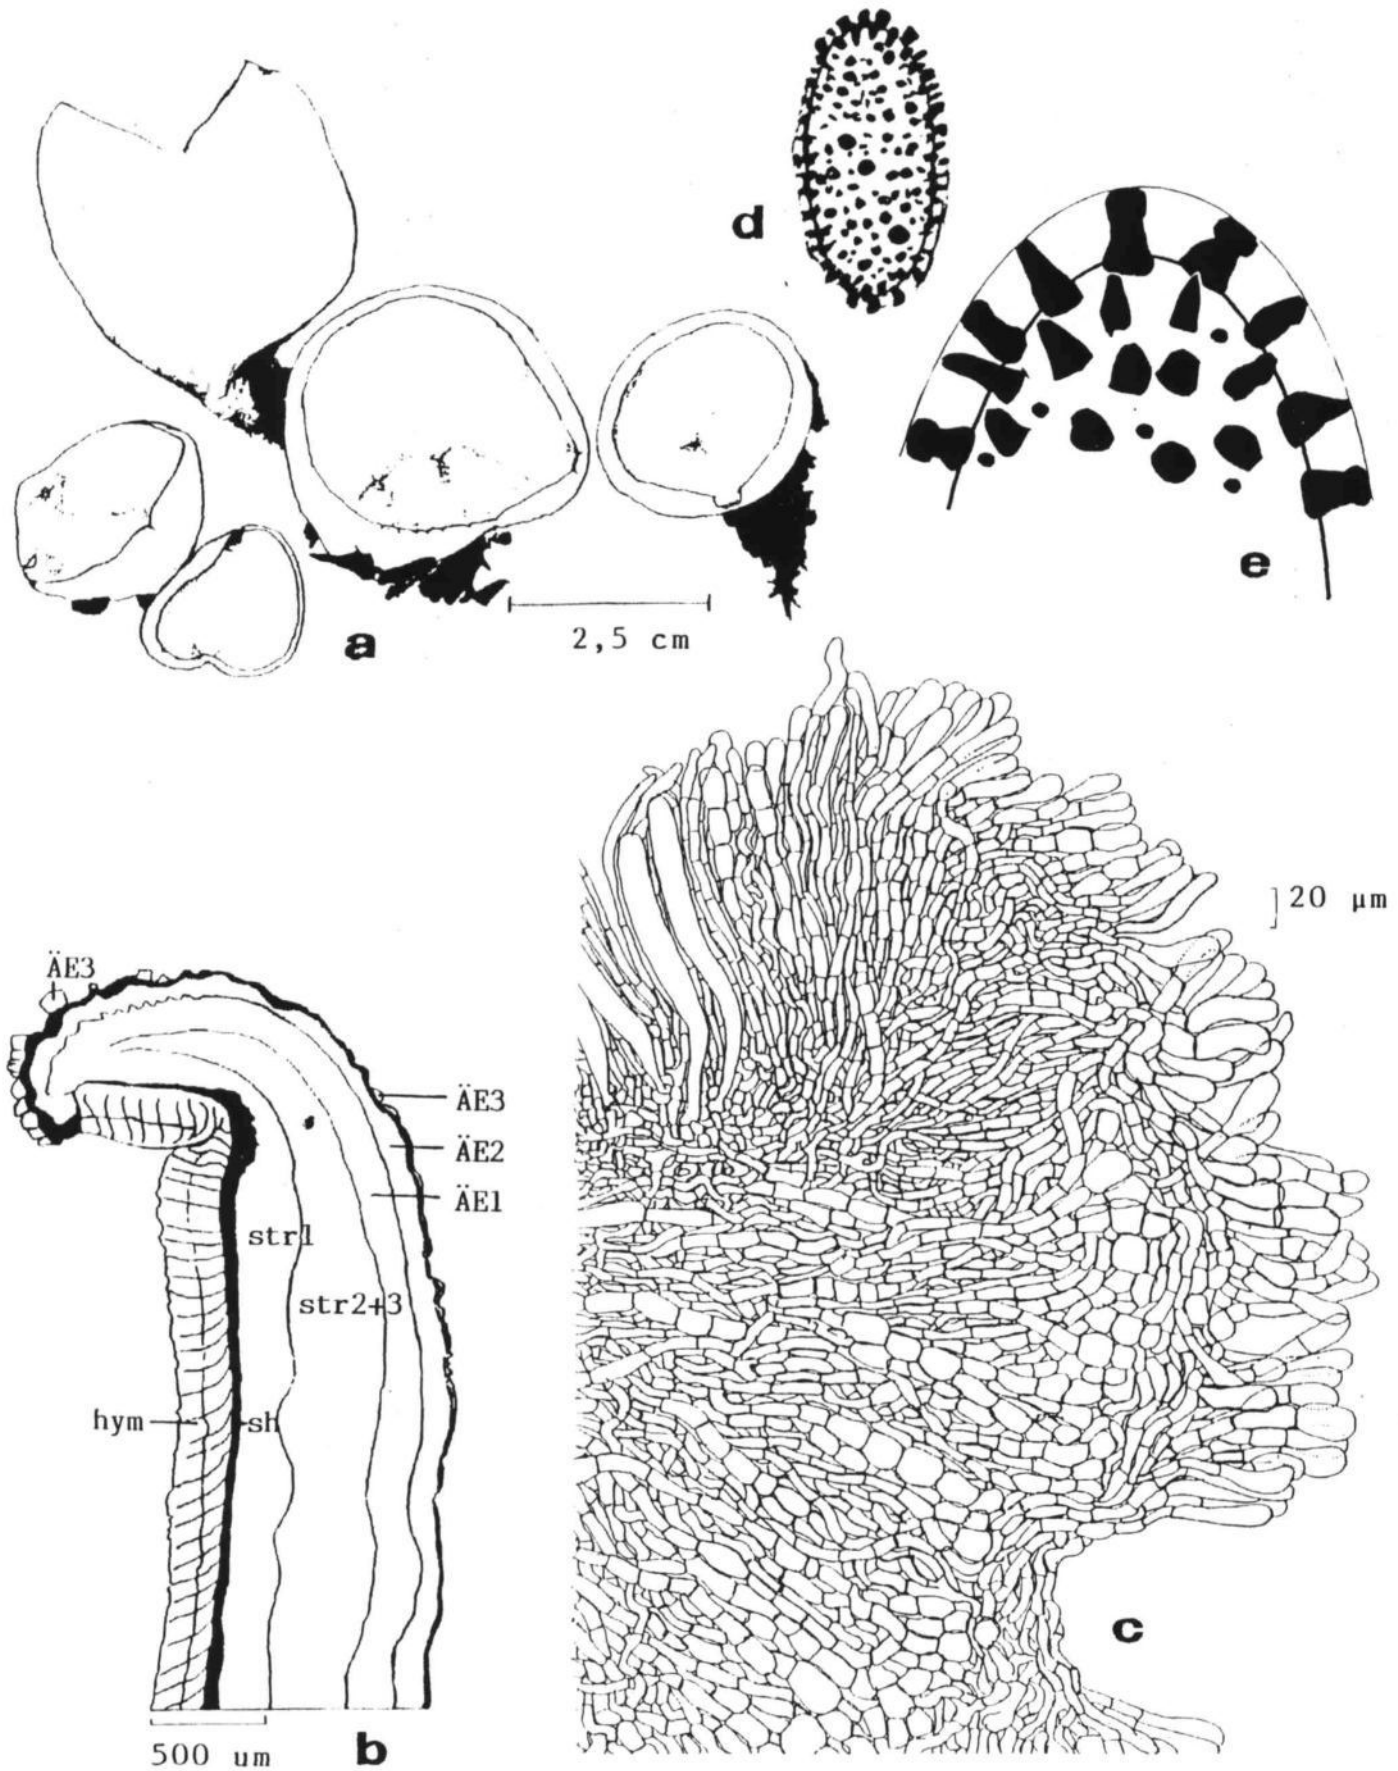 d
e
a
2,5 cm
20 μm
ÄE3
ÄE3
ÄE2
ÄE1
str1
str2+3
hym
sh
c
500 um
b